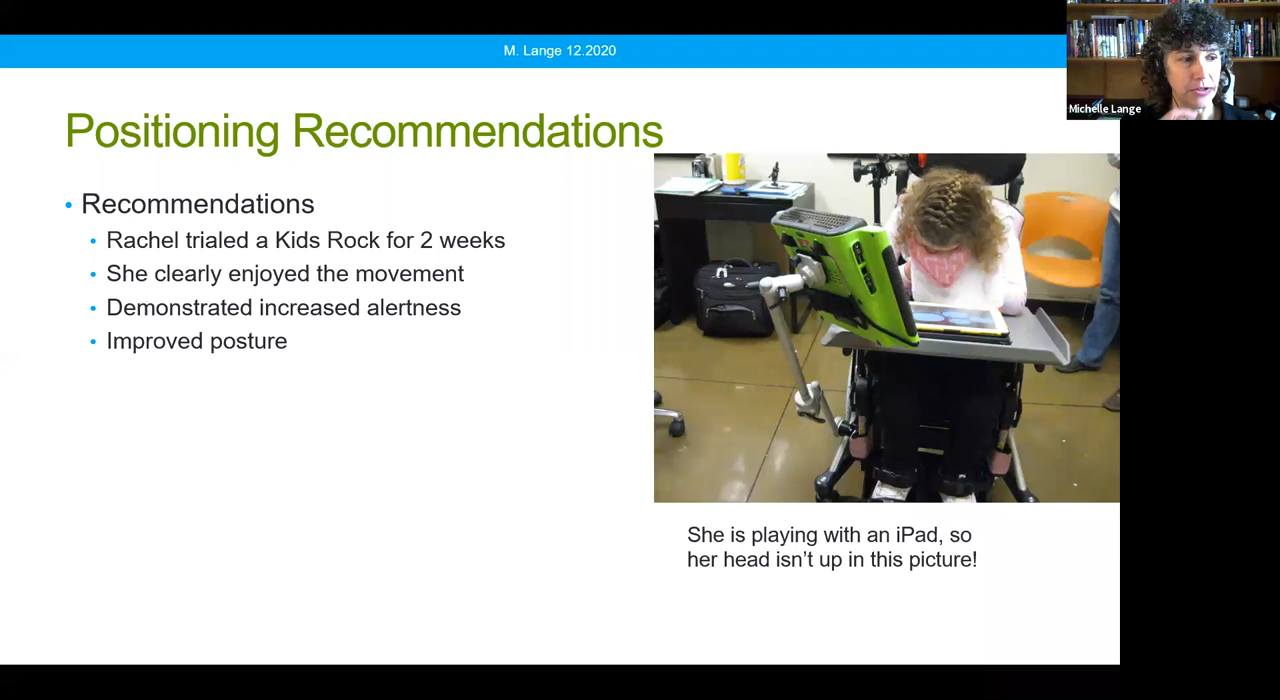 M. Lange 12.2020
Michelle Lange
Positioning Recommendations
• Recommendations
• Rachel trialed a Kids Rock for 2 weeks
• She clearly enjoyed the movement
• Demonstrated increased alertness
• Improved posture
She is playing with an iPad, so
her head isn’t up in this picture!